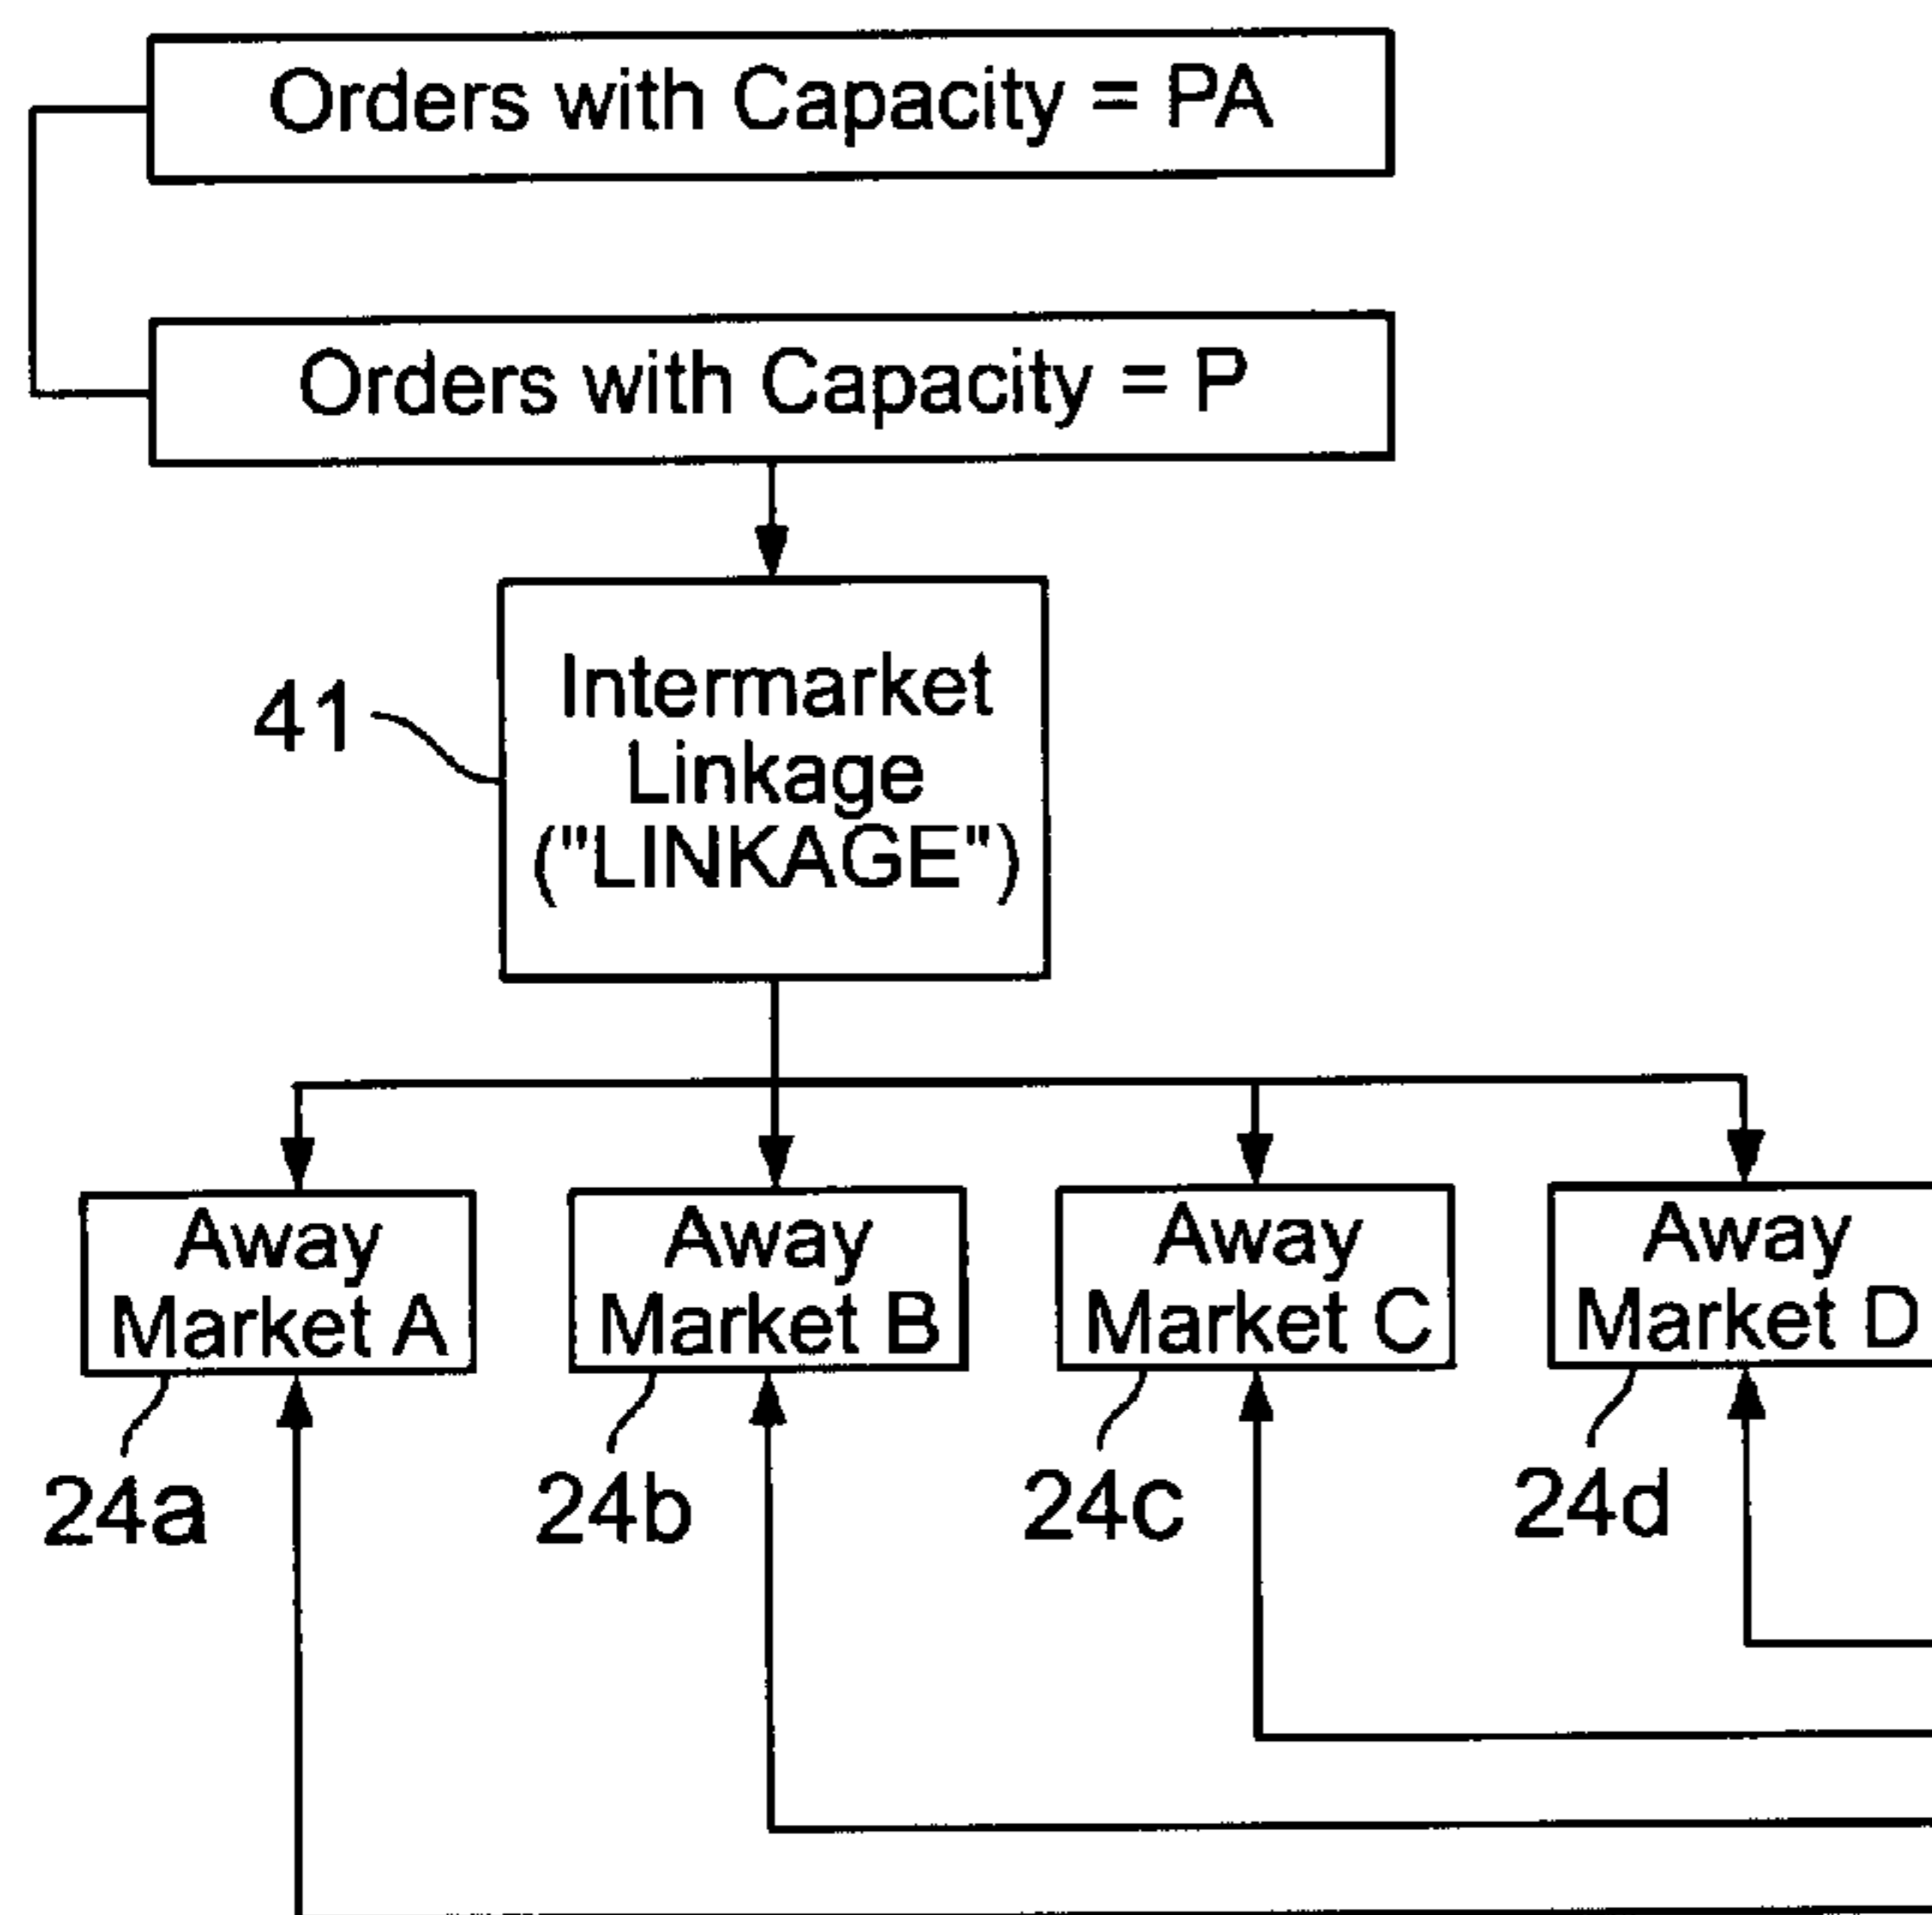 Orders with Capacity = PA
Orders with Capacity = P
41
Intermarket
Linkage
("LINKAGE")
Away
Market A
Away
Market B
Away
Market C
Away
Market D
24a
24b
24c
24d